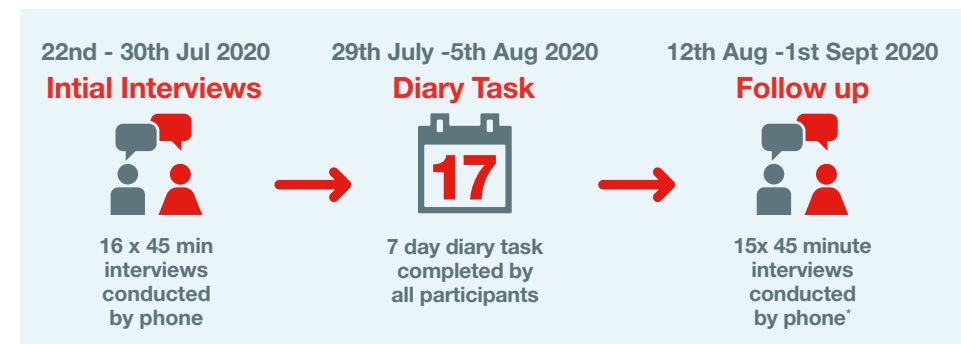 22nd - 30th Jul 2020
Intial Interviews
16 x 45 min
interviews
conducted
by phone
29th July -5th Aug 2020
Diary Task
17
7 day diary task
completed by
all participants
12th Aug -1st Sept 2020
Follow up
15x 45 minute
interviews
conducted
by phone*